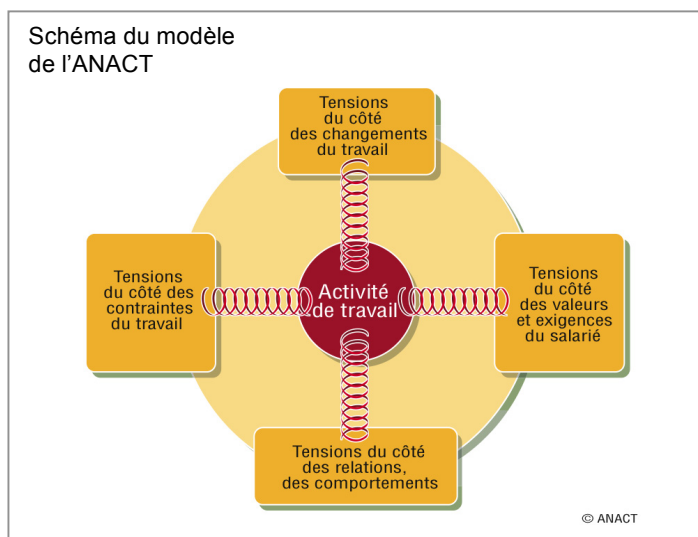 Schéma du modèle
de l'ANACT
Tensions
du côté
des changements
du travail
Tensions
du côté des
contraintes
du travail
Activité
de travail
Tensions
du côté
des valeurs
et exigences
du salarié
Tensions du côté
des relations,
des comportements
© ANACT